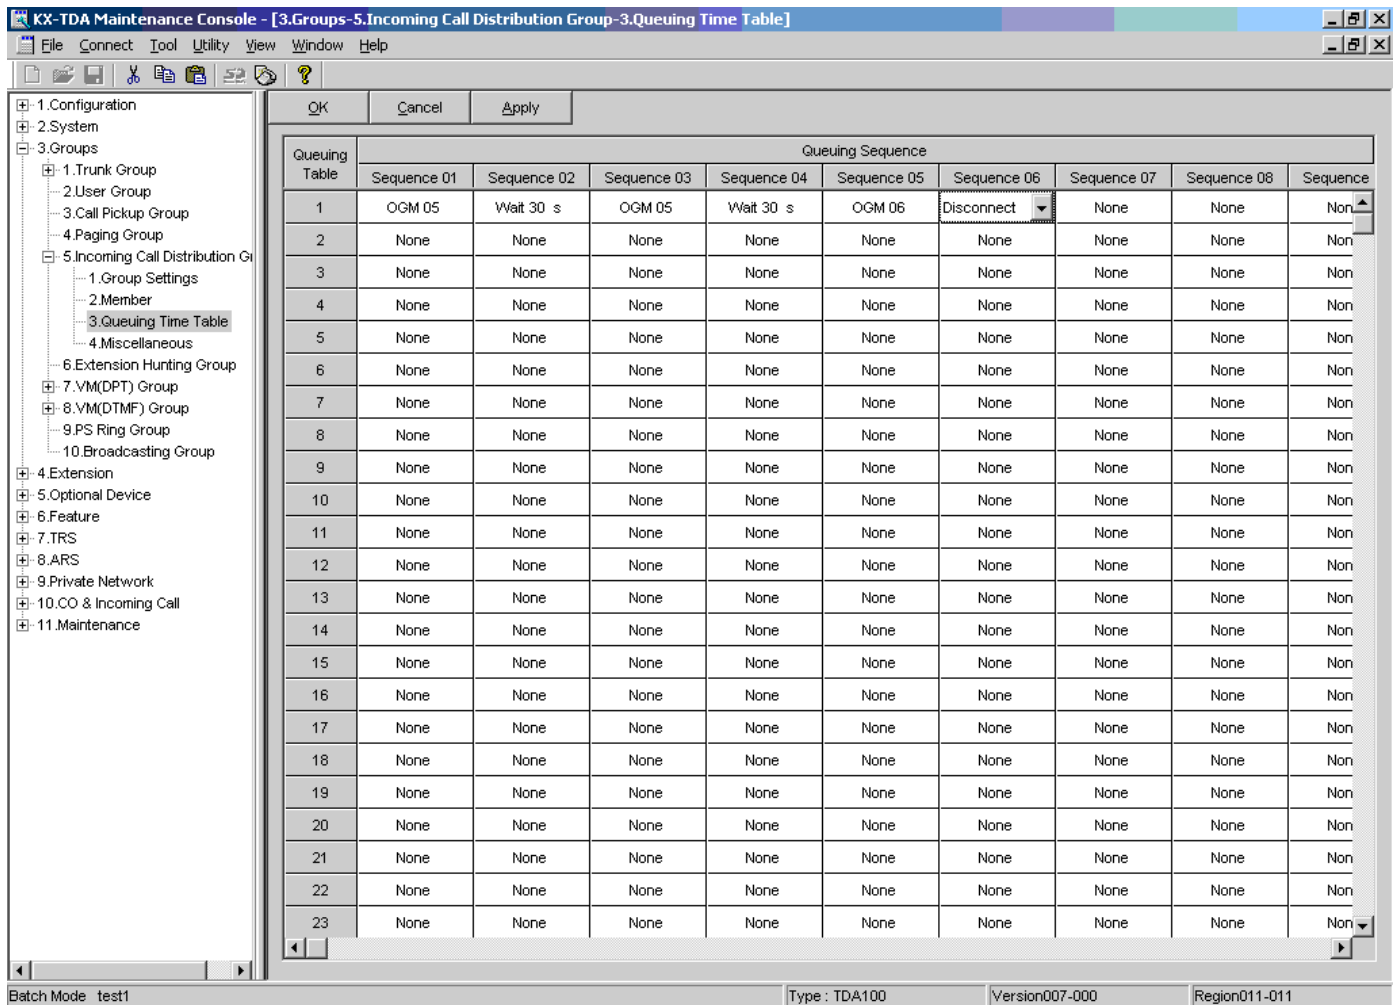 KX-TDA Maintenance Console - [3.Groups-5.Incoming Call Distribution Group-3.Queuing Time Table]
File Connect Tool Utility View Window Help
1.Configuration
2.System
3.Groups
1.Trunk Group
2.User Group
3.Call Pickup Group
4.Paging Group
5.Incoming Call Distribution Gr
1.Group Settings
2.Member
3.Queuing Time Table
4.Miscellaneous
6.Extension Hunting Group
7.VM(DPT) Group
8.VM(DTMF) Group
9.PS Ring Group
10.Broadcasting Group
4.Extension
5.Optional Device
6.Feature
7.TRS
8.ARS
9.Private Network
10.CO & Incoming Call
11.Maintenance
OK Cancel Apply
Queuing Table Queuing Sequence
Sequence 01 Sequence 02 Sequence 03 Sequence 04 Sequence 05 Sequence 06 Sequence 07 Sequence 08 Sequence
1 OGM 05 Wait 30 s OGM 05 Wait 30 s OGM 06 Disconnect None None Non
2 None None None None None None None None Non
3 None None None None None None None None Non
4 None None None None None None None None Non
5 None None None None None None None None Non
6 None None None None None None None None Non
7 None None None None None None None None Non
8 None None None None None None None None Non
9 None None None None None None None None Non
10 None None None None None None None None Non
11 None None None None None None None None Non
12 None None None None None None None None Non
13 None None None None None None None None Non
14 None None None None None None None None Non
15 None None None None None None None None Non
16 None None None None None None None None Non
17 None None None None None None None None Non
18 None None None None None None None None Non
19 None None None None None None None None Non
20 None None None None None None None None Non
21 None None None None None None None None Non
22 None None None None None None None None Non
23 None None None None None None None None Non
Batch Mode test1 Type : TDA100 Version007-000 Region011-011